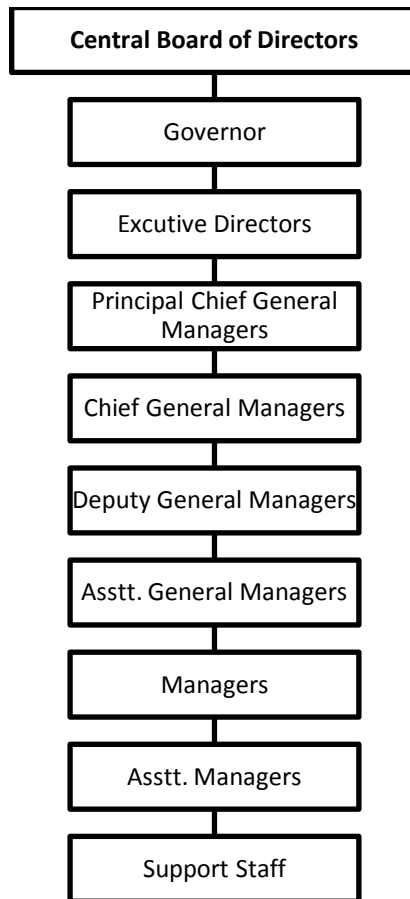 Central Board of Directors
Governor
Excutive Directors
Principal Chief General
Managers
Chief General Managers
Deputy General Managers
Asstt. General Managers
Managers
Asstt. Managers
Support Staff